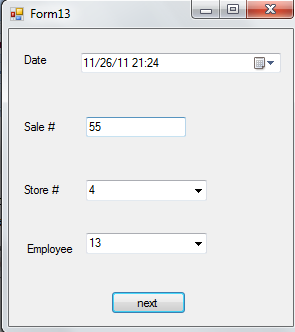 Form13
Date 11/26/11 21:24
Sale # 55
Store # 4
Employee 13
next